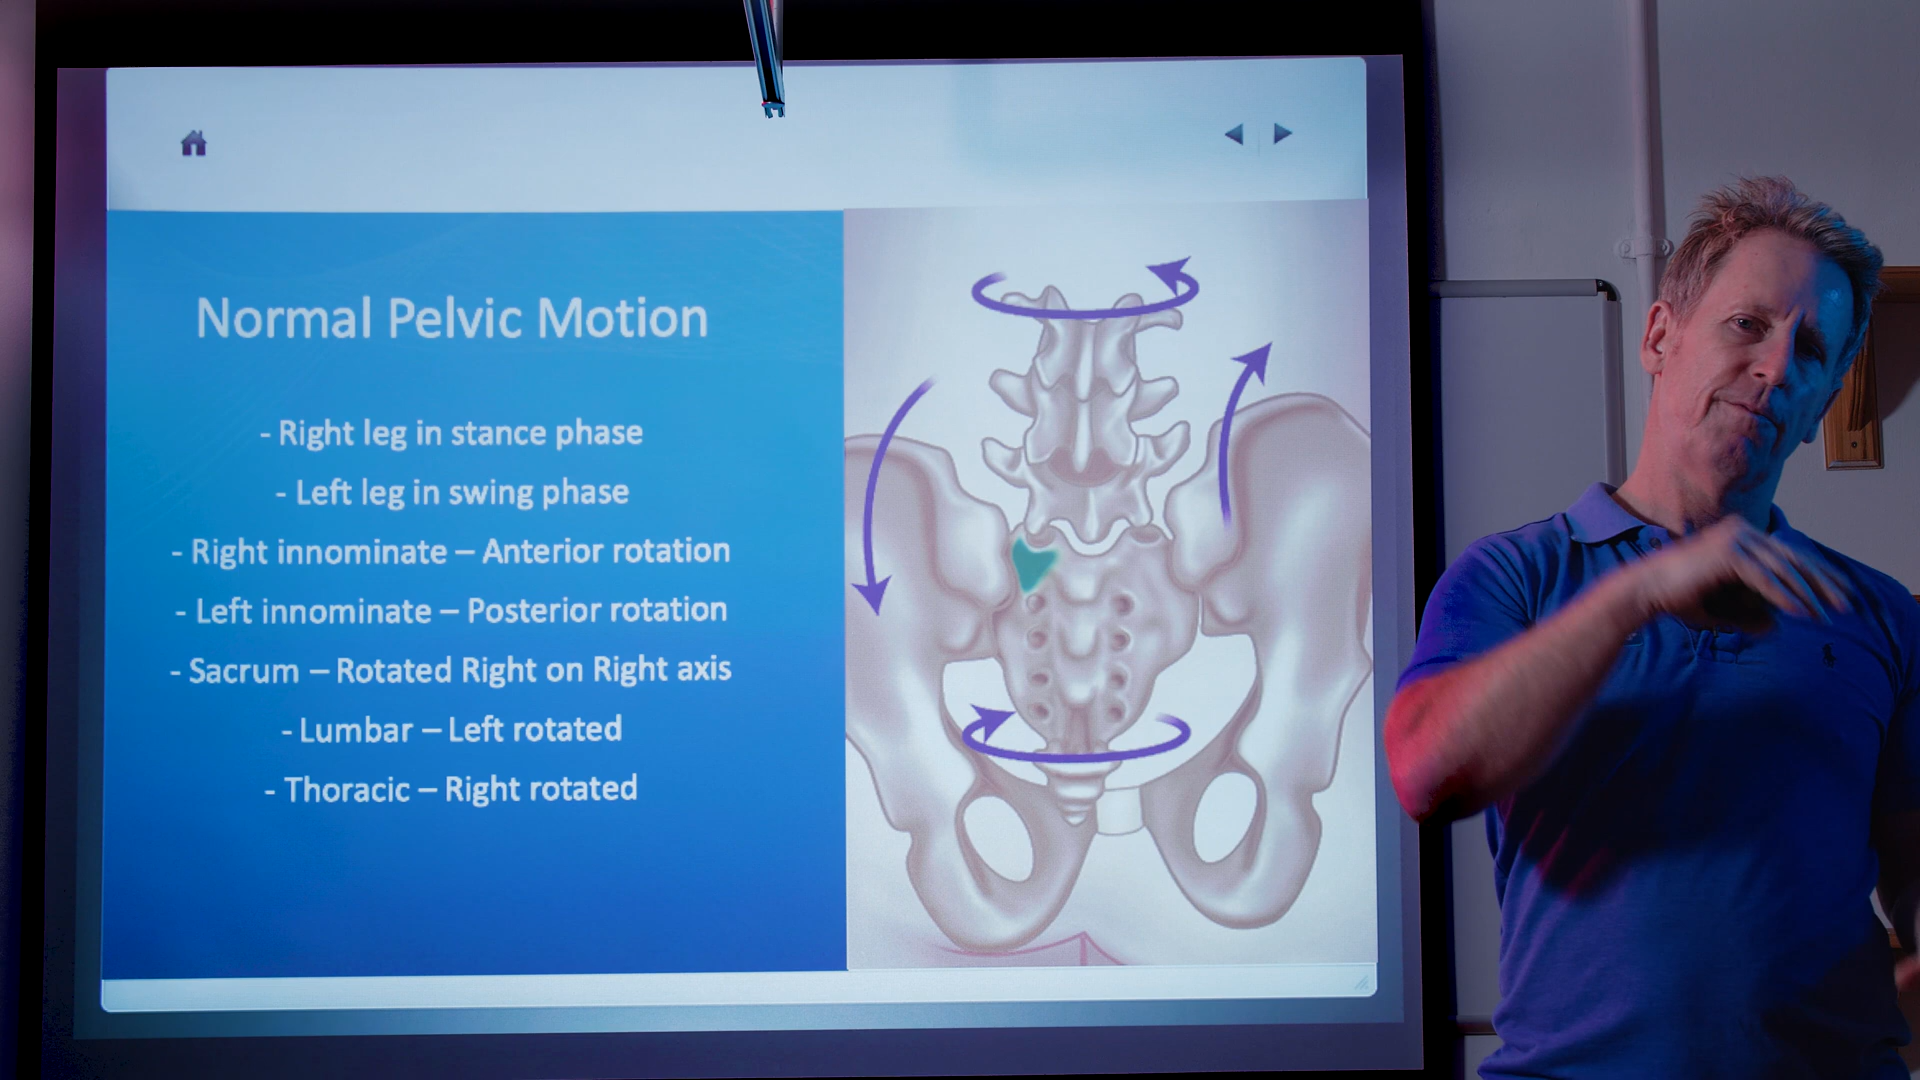 Normal Pelvic Motion
- Right leg in stance phase
- Left leg in swing phase
- Right innominate – Anterior rotation
- Left innominate – Posterior rotation
- Sacrum – Rotated Right on Right axis
- Lumbar – Left rotated
- Thoracic – Right rotated